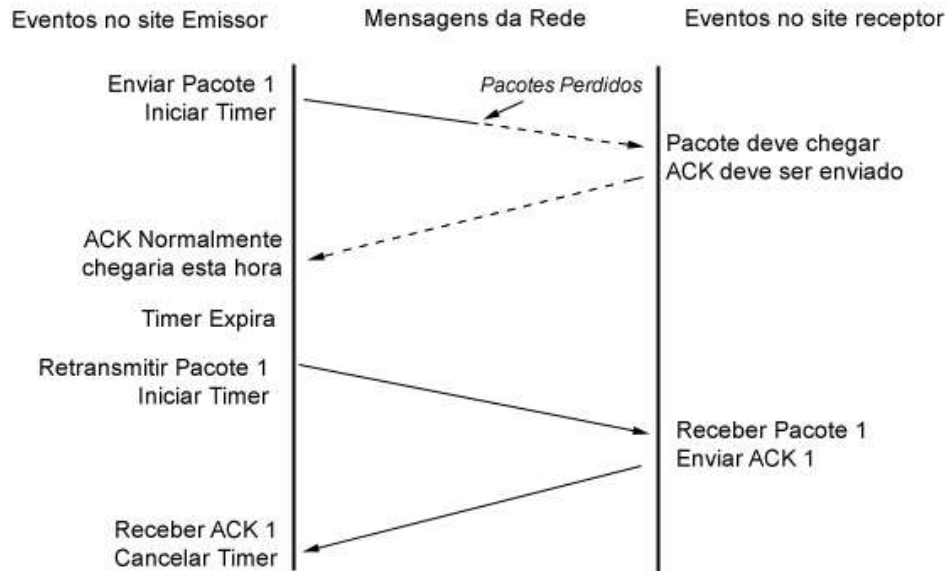 Eventos no site Emissor
Mensagens da Rede
Eventos no site receptor
Enviar Pacote 1
Iniciar Timer
Pacotes Perdidos
Pacote deve chegar
ACK deve ser enviado
ACK Normalmente
chegaria esta hora
Timer Expira
Retransmitir Pacote 1
Iniciar Timer
Receber Pacote 1
Enviar ACK 1
Receber ACK 1
Cancelar Timer